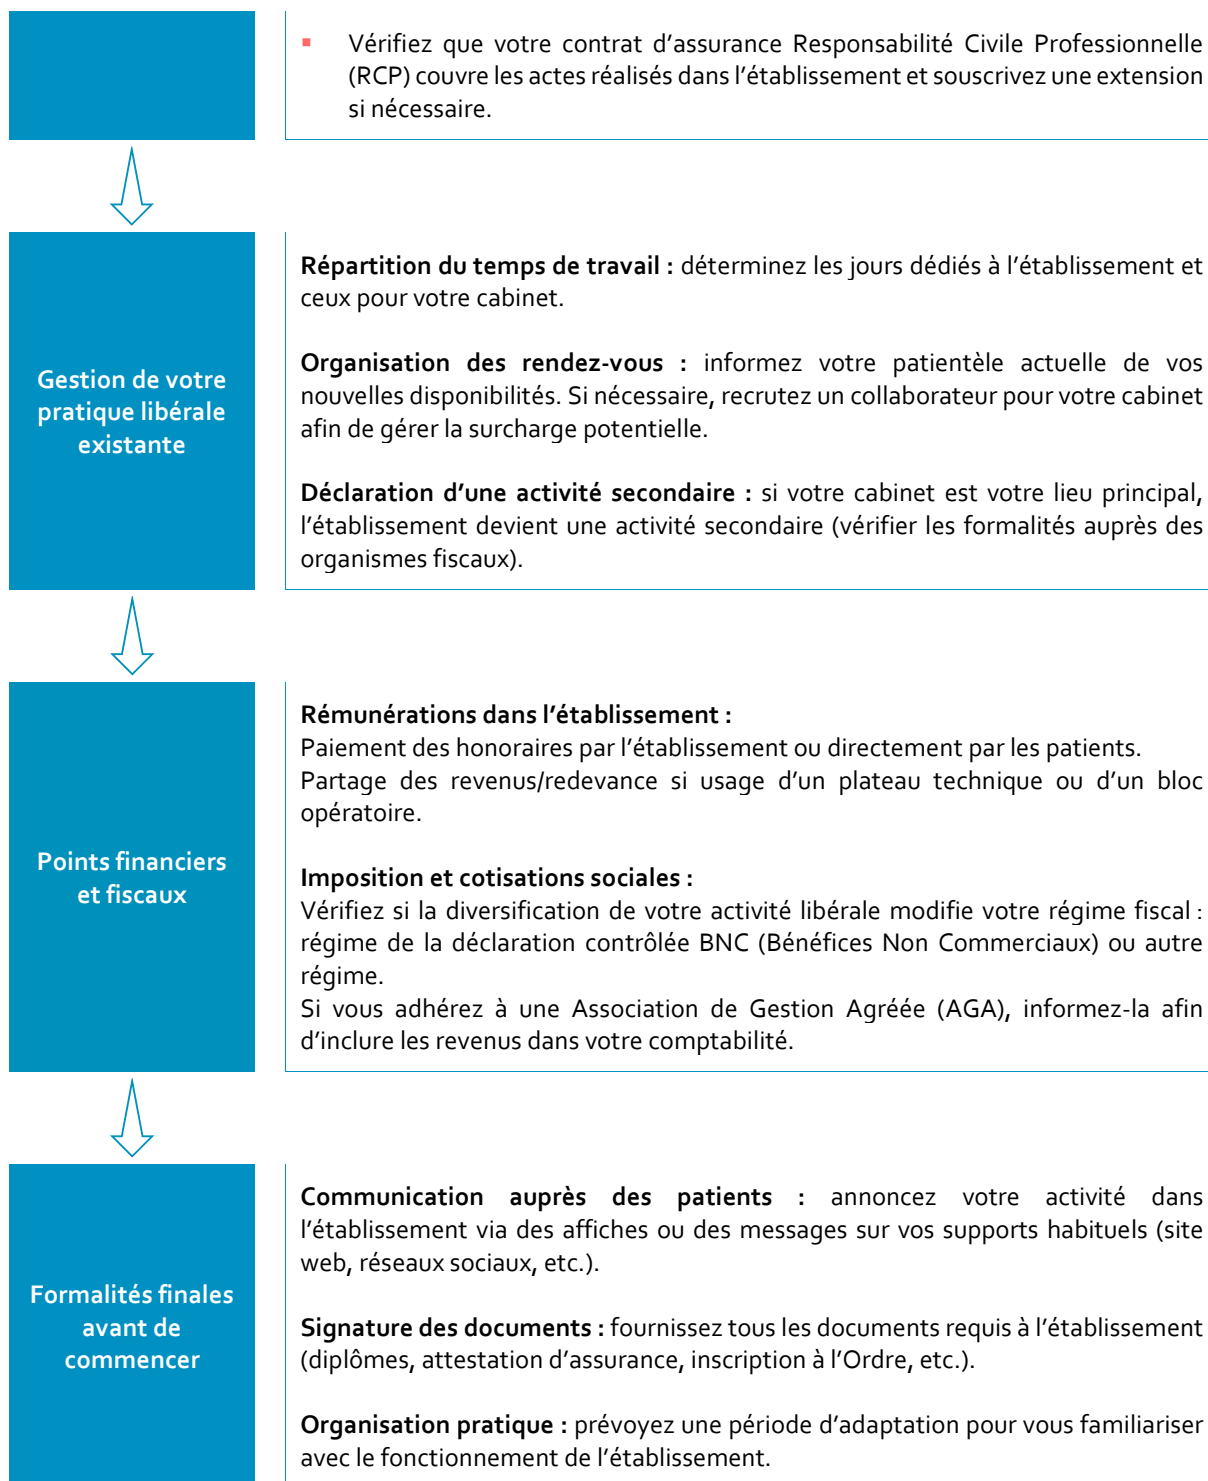 ▪ Vérifiez que votre contrat d’assurance Responsabilité Civile Professionnelle
(RCP) couvre les actes réalisés dans l’établissement et souscrivez une extension
si nécessaire.
Gestion de votre
pratique libérale
existante
Répartition du temps de travail : déterminez les jours dédiés à l’établissement et
ceux pour votre cabinet.
Organisation des rendez-vous : informez votre patientèle actuelle de vos
nouvelles disponibilités. Si nécessaire, recrutez un collaborateur pour votre cabinet
afin de gérer la surcharge potentielle.
Déclaration d’une activité secondaire : si votre cabinet est votre lieu principal,
l’établissement devient une activité secondaire (vérifier les formalités auprès des
organismes fiscaux).
Points financiers
et fiscaux
Rémunérations dans l’établissement :
Paiement des honoraires par l’établissement ou directement par les patients.
Partage des revenus/redevance si usage d’un plateau technique ou d’un bloc
opératoire.
Imposition et cotisations sociales :
Vérifiez si la diversification de votre activité libérale modifie votre régime fiscal :
régime de la déclaration contrôlée BNC (Bénéfices Non Commerciaux) ou autre
régime.
Si vous adhérez à une Association de Gestion Agréée (AGA), informez-la afin
d’inclure les revenus dans votre comptabilité.
Formalités finales
avant de
commencer
Communication auprès des patients : annoncez votre activité dans
l’établissement via des affiches ou des messages sur vos supports habituels (site
web, réseaux sociaux, etc.).
Signature des documents : fournissez tous les documents requis à l’établissement
(diplômes, attestation d’assurance, inscription à l’Ordre, etc.).
Organisation pratique : prévoyez une période d’adaptation pour vous familiariser
avec le fonctionnement de l’établissement.